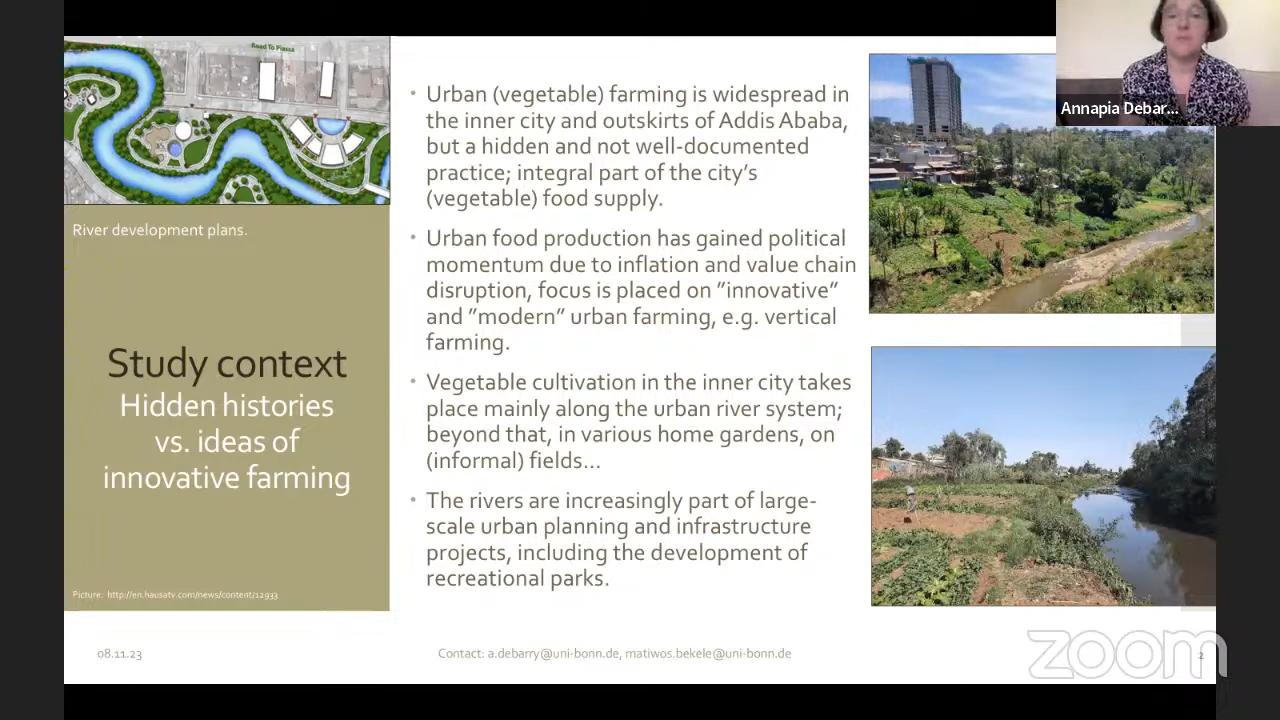 Road To Piassa
River development plans.
Study context
Hidden histories
vs. ideas of
innovative farming
Picture: http://en.hausatv.com/news/content/12933
• Urban (vegetable) farming is widespread in
the inner city and outskirts of Addis Ababa,
but a hidden and not well-documented
practice; integral part of the city’s
(vegetable) food supply.
• Urban food production has gained political
momentum due to inflation and value chain
disruption, focus is placed on ”innovative”
and ”modern” urban farming, e.g. vertical
farming.
• Vegetable cultivation in the inner city takes
place mainly along the urban river system;
beyond that, in various home gardens, on
(informal) fields…
• The rivers are increasingly part of large-
scale urban planning and infrastructure
projects, including the development of
recreational parks.
Annapia Debar...
08.11.23
Contact: a.debarry@uni-bonn.de, matiwos.bekele@uni-bonn.de
zoom
2